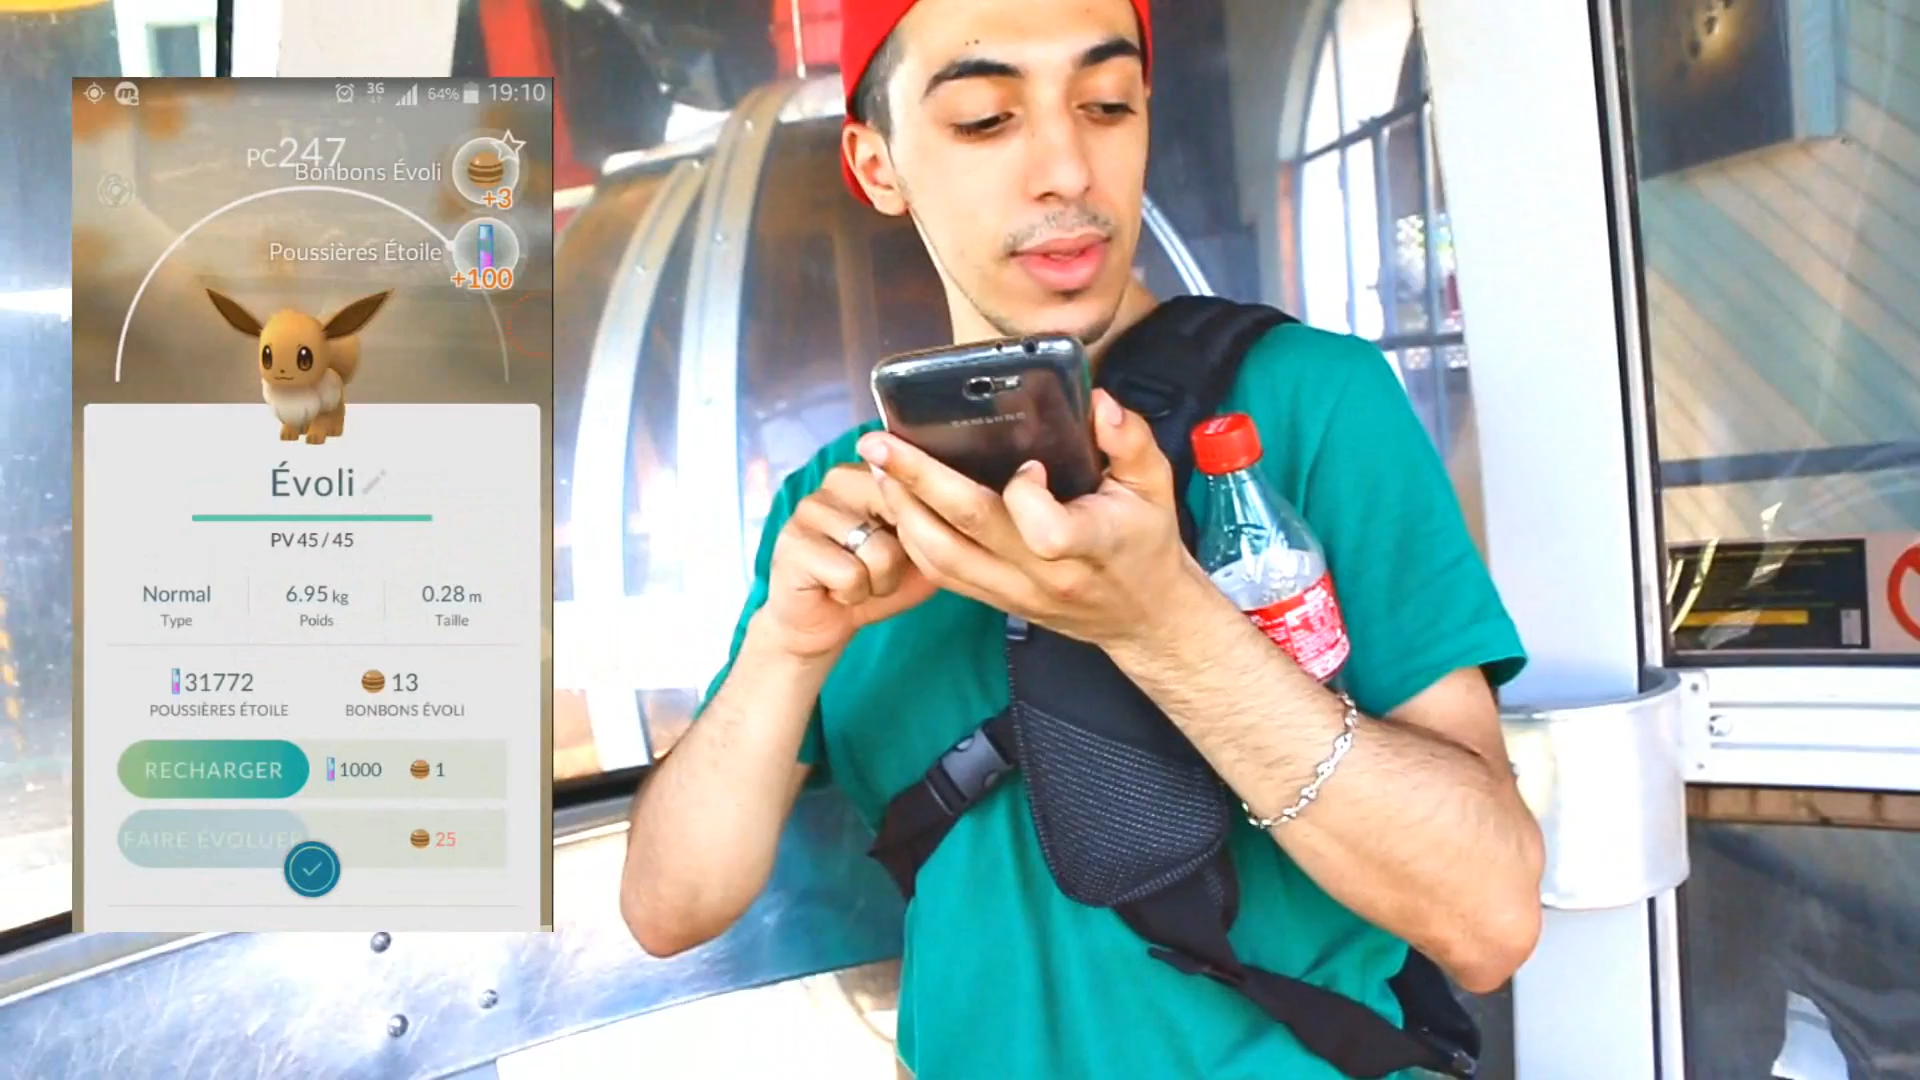 3G 64% 19:10
PC247
Bonbons Évoli
+3
Poussières Étoile
+100
Évoli
PV 45 / 45
Normal 6.95 kg 0.28 m
Type Poids Taille
31772 13
POUSSIÈRES ÉTOILE BONBONS ÉVOLI
RECHARGER 1000 1
FAIRE ÉVOLUER 25
SAMSUNG